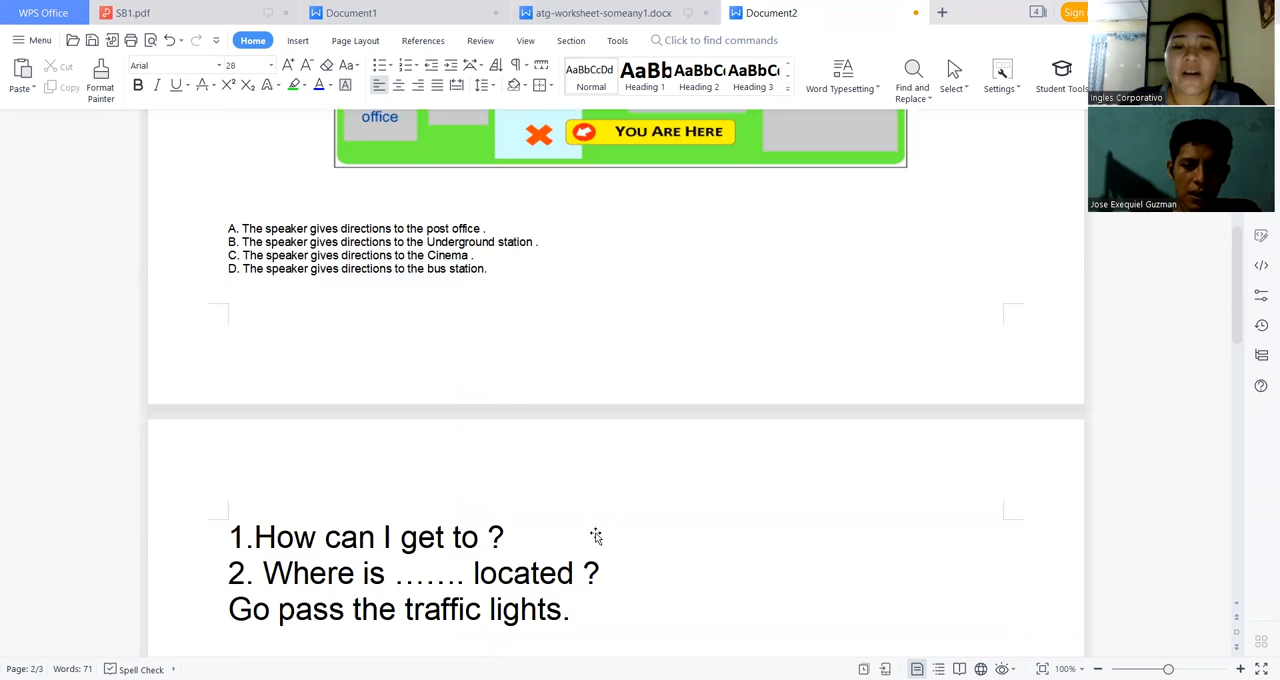 WPS Office SB1.pdf Document1 atg-worksheet-someany1.docx Document2 4 Sign
Menu Home Insert Page Layout References Review View Section Tools Click to find commands
Paste Cut Copy Format Painter Arial 28 AaBbCcDd Normal AaBb Heading 1 AaBbCc Heading 2 AaBbCc Heading 3 Word Typesetting Find and Replace Select Settings Student Tools
Ingles Corporativo
Jose Exequiel Guzman
office
YOU ARE HERE
A. The speaker gives directions to the post office .
B. The speaker gives directions to the Underground station .
C. The speaker gives directions to the Cinema .
D. The speaker gives directions to the bus station.
1.How can I get to ?
2. Where is ……. located ?
Go pass the traffic lights.
Page: 2/3 Words: 71 Spell Check 100%